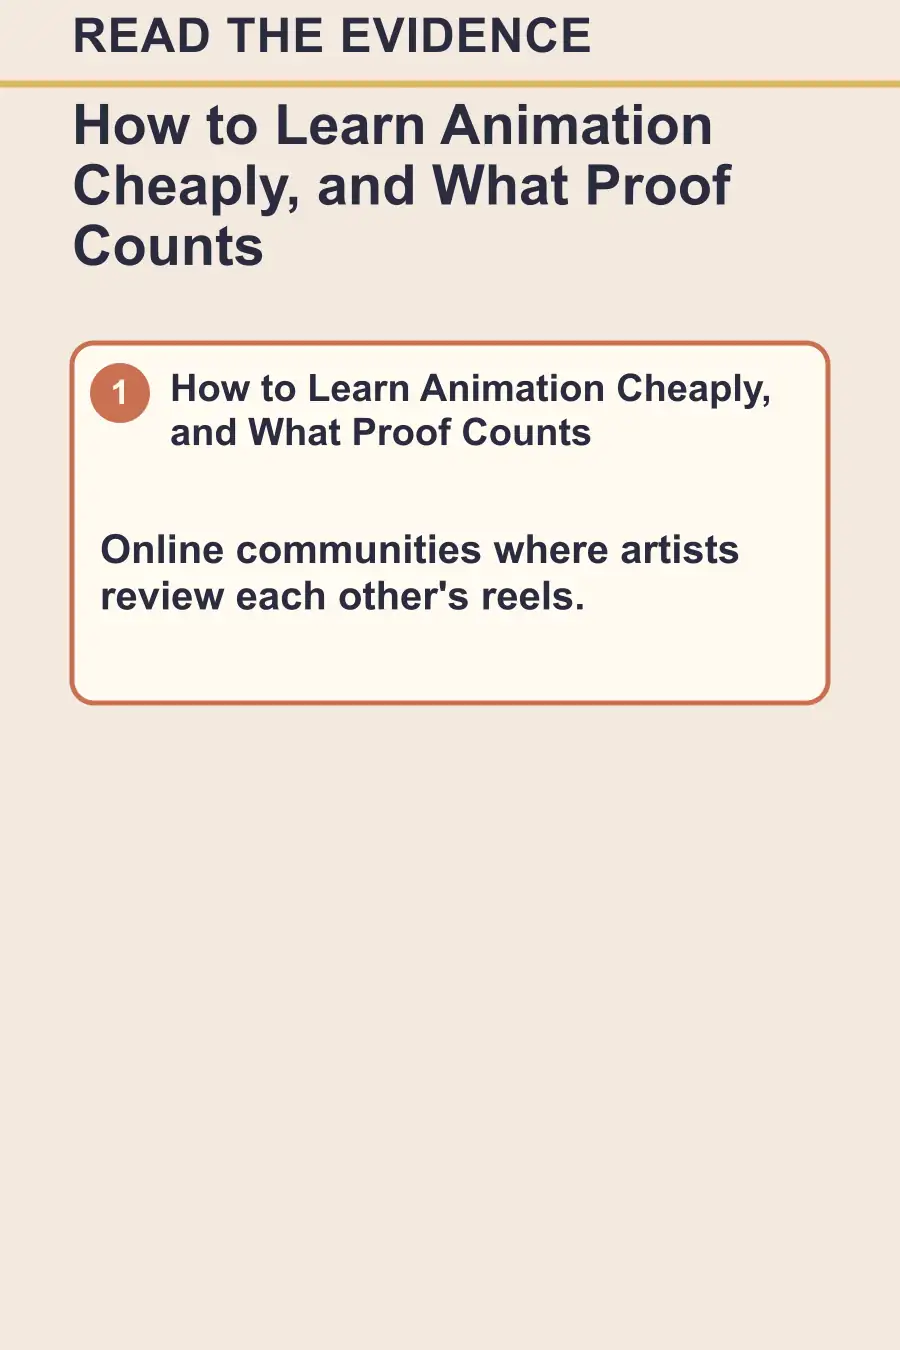 READ THE EVIDENCE
How to Learn Animation
Cheaply, and What Proof
Counts
1
How to Learn Animation Cheaply,
and What Proof Counts
Online communities where artists
review each other's reels.